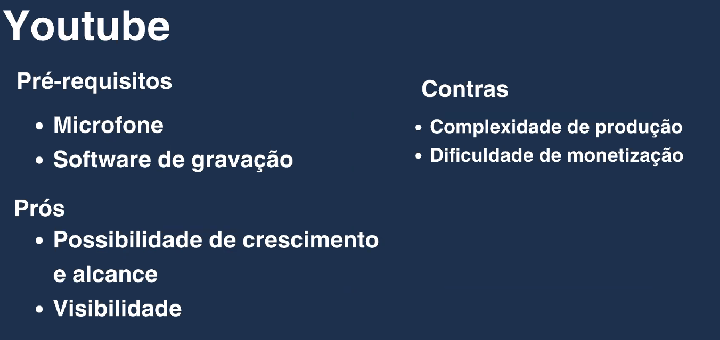 Youtube
Pré-requisitos
• Microfone
• Software de gravação
Prós
• Possibilidade de crescimento
e alcance
• Visibilidade
Contras
• Complexidade de produção
• Dificuldade de monetização